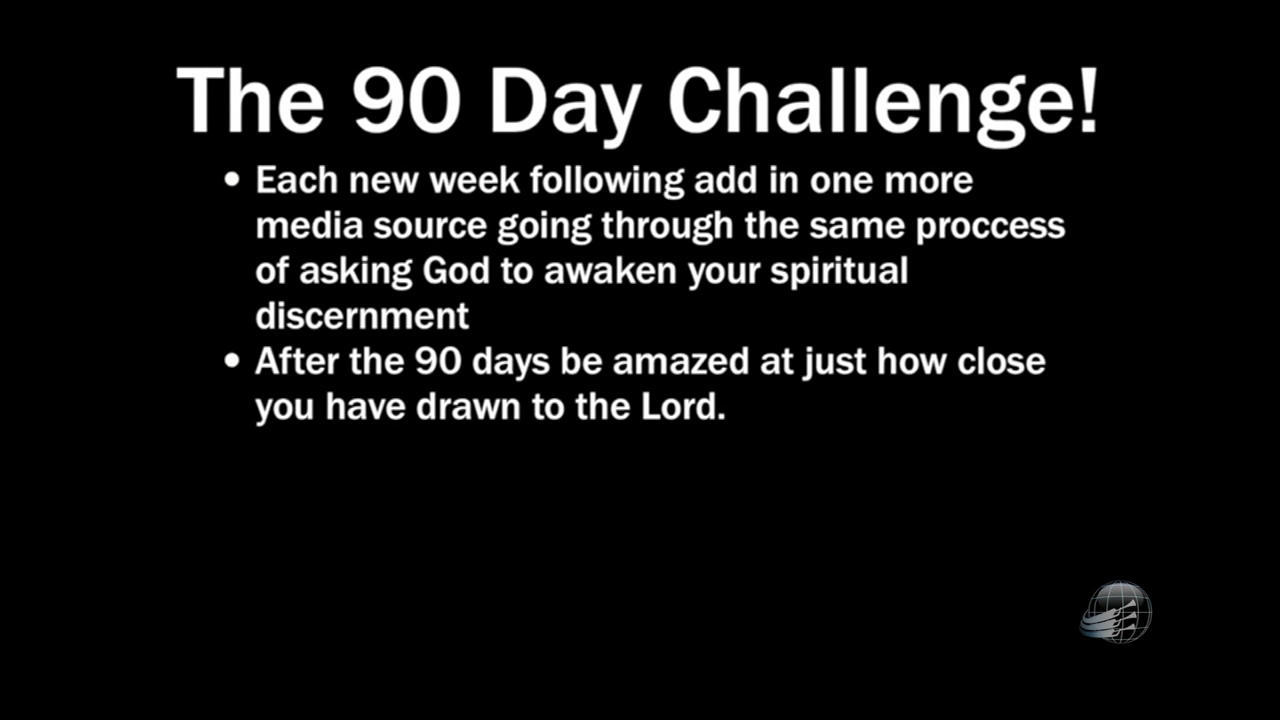 The 90 Day Challenge!
• Each new week following add in one more
media source going through the same proccess
of asking God to awaken your spiritual
discernment
• After the 90 days be amazed at just how close
you have drawn to the Lord.